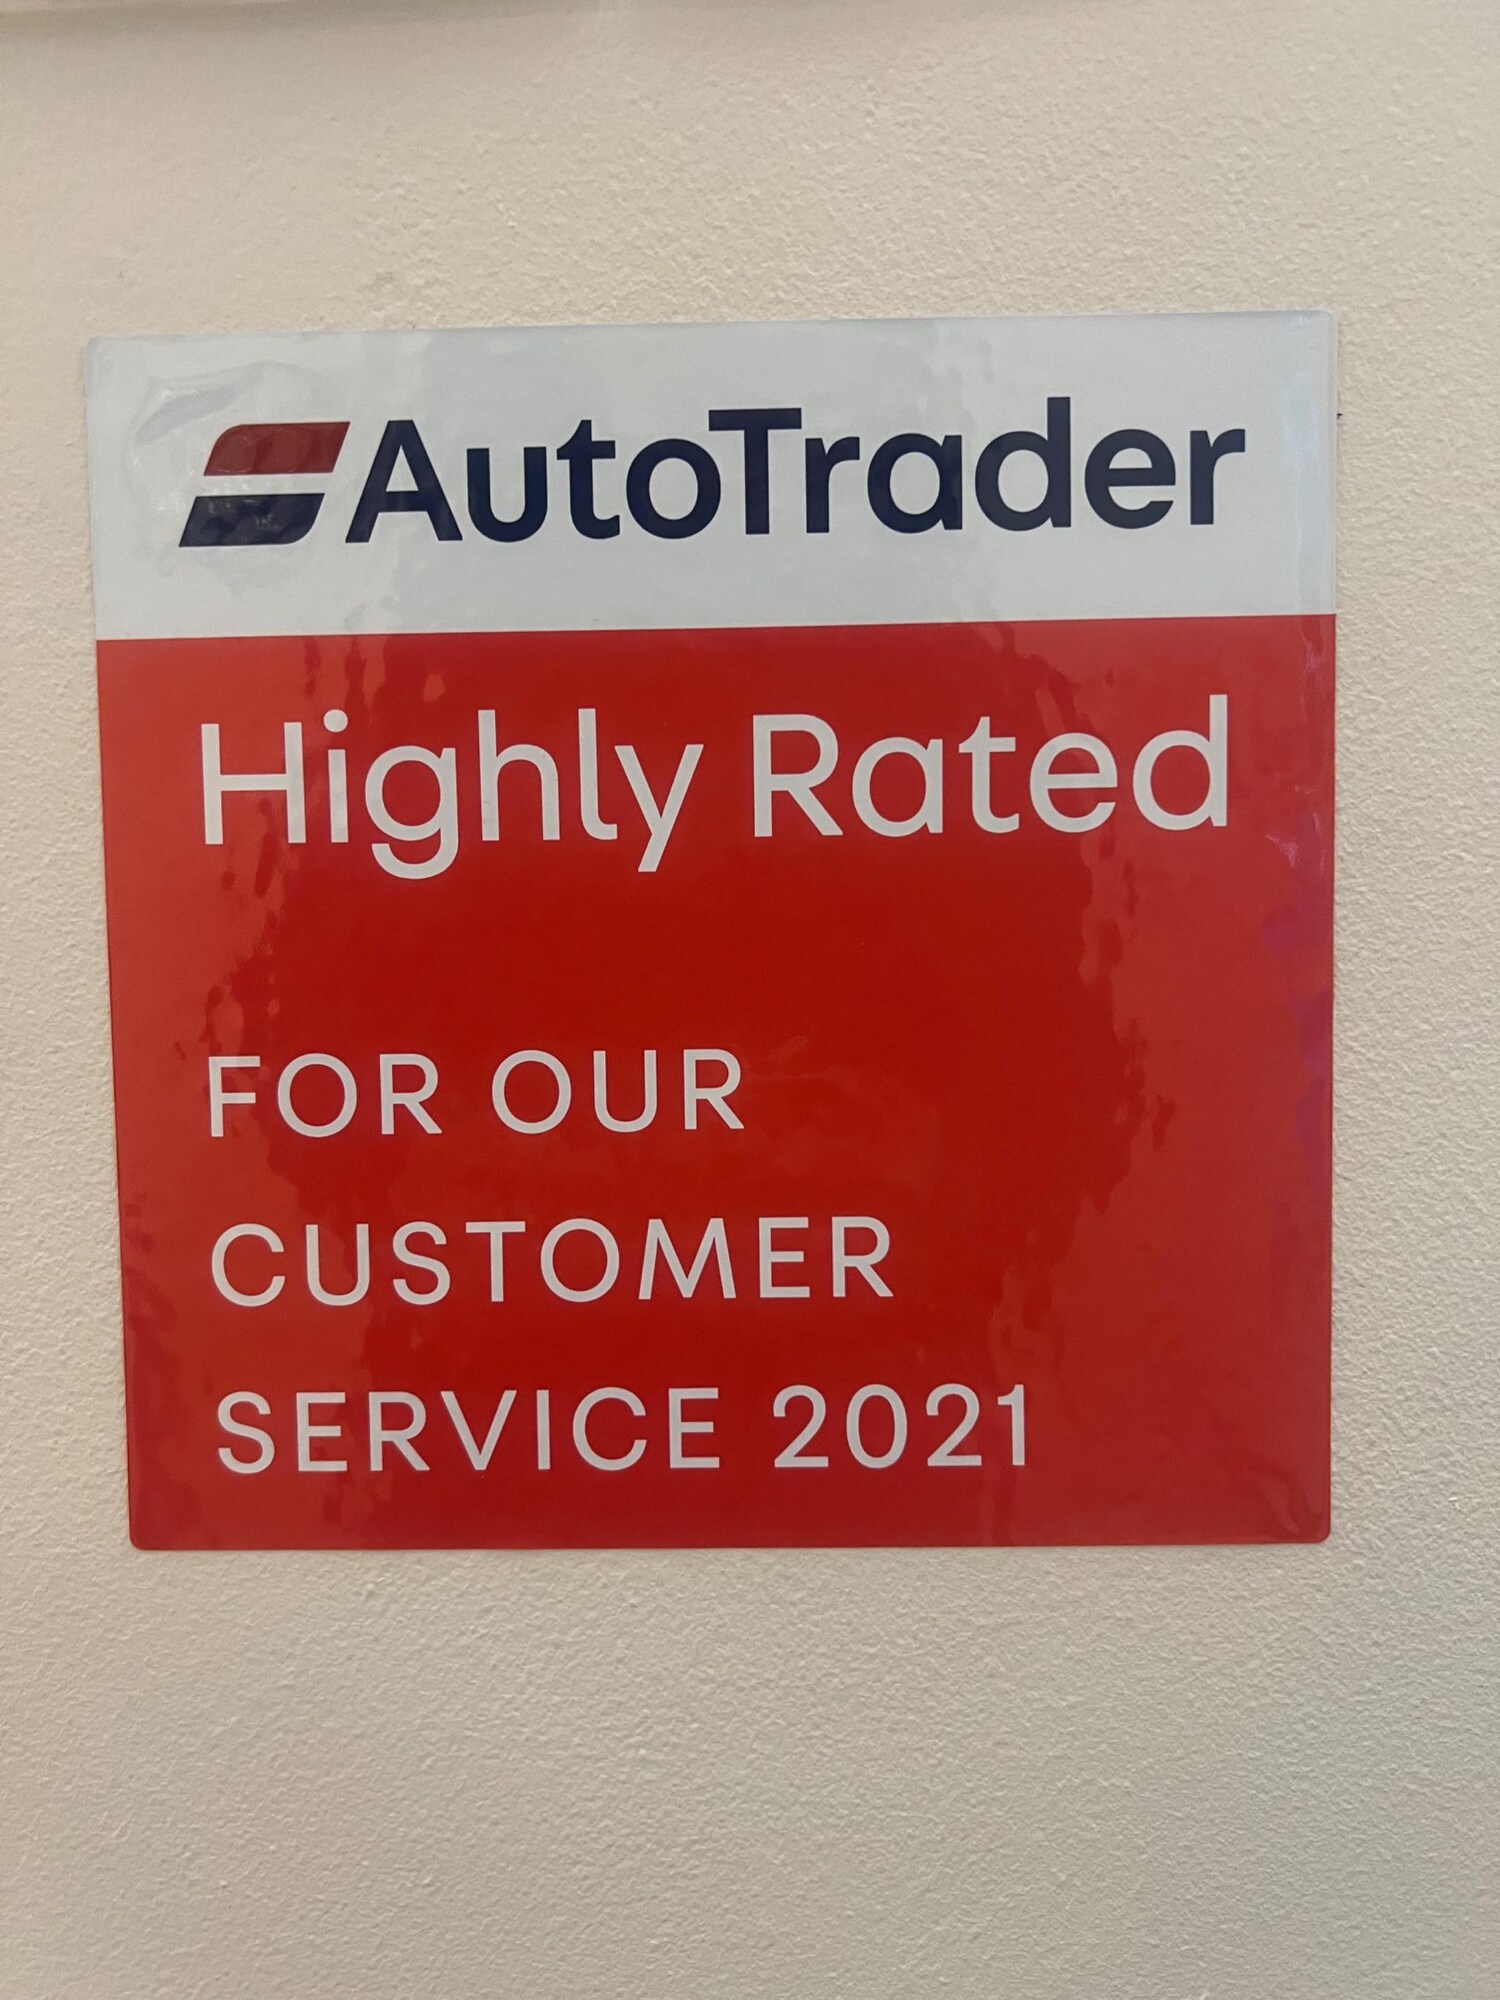 AutoTrader
Highly Rated
FOR OUR
CUSTOMER
SERVICE 2021